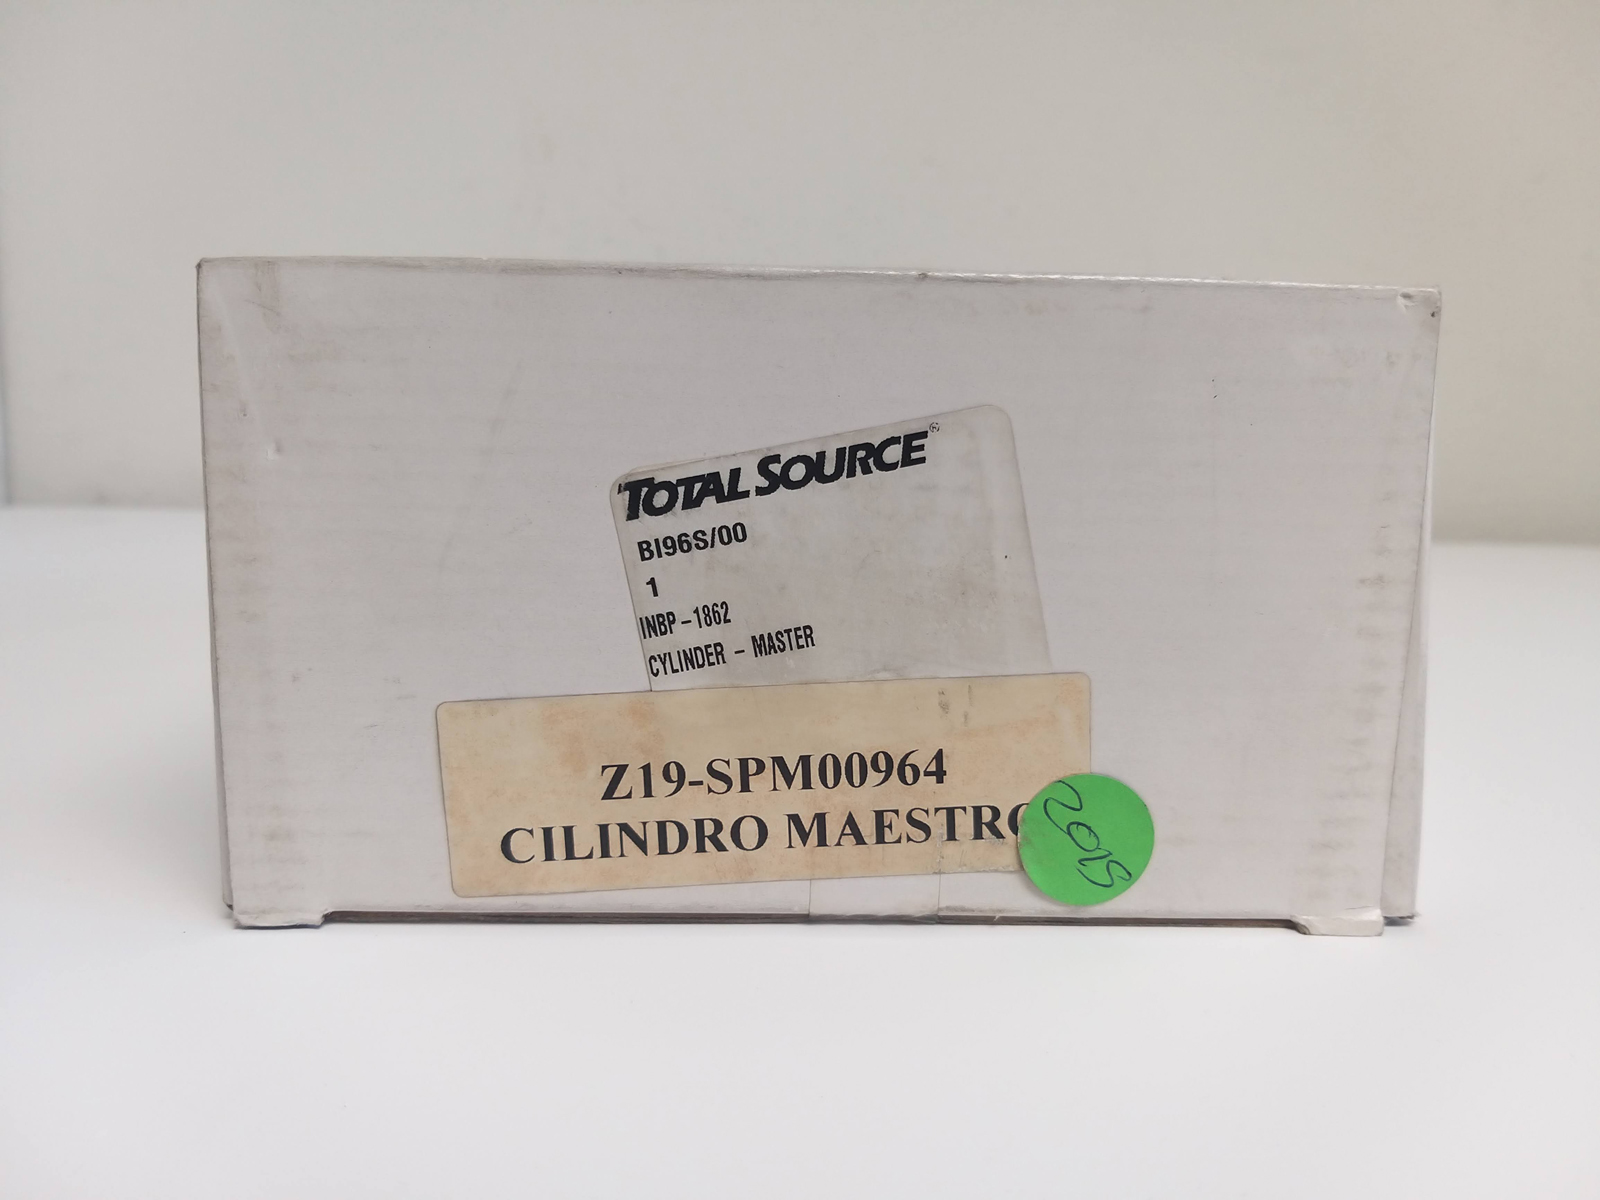 TOTAL SOURCE®
BI96S/00
1
INBP-1862
CYLINDER - MASTER
Z19-SPM00964
CILINDRO MAESTRO
2015